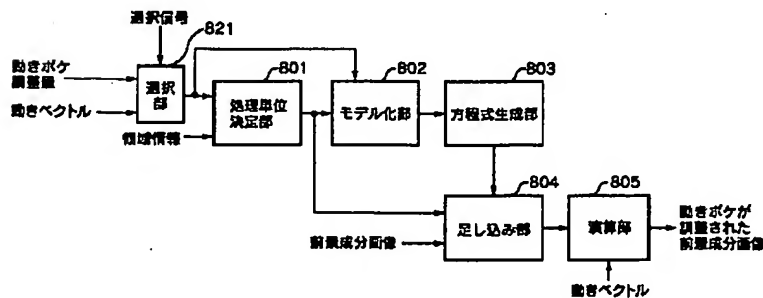 選択信号
821
動きボケ
調整量
選択
部
動きベクトル
801
処理単位
決定部
領域情報
802
モデル化部
803
方程式生成部
804
足し込み部
前景成分画像
805
演算部
動きベクトル
動きボケが
調整された
前景成分画像